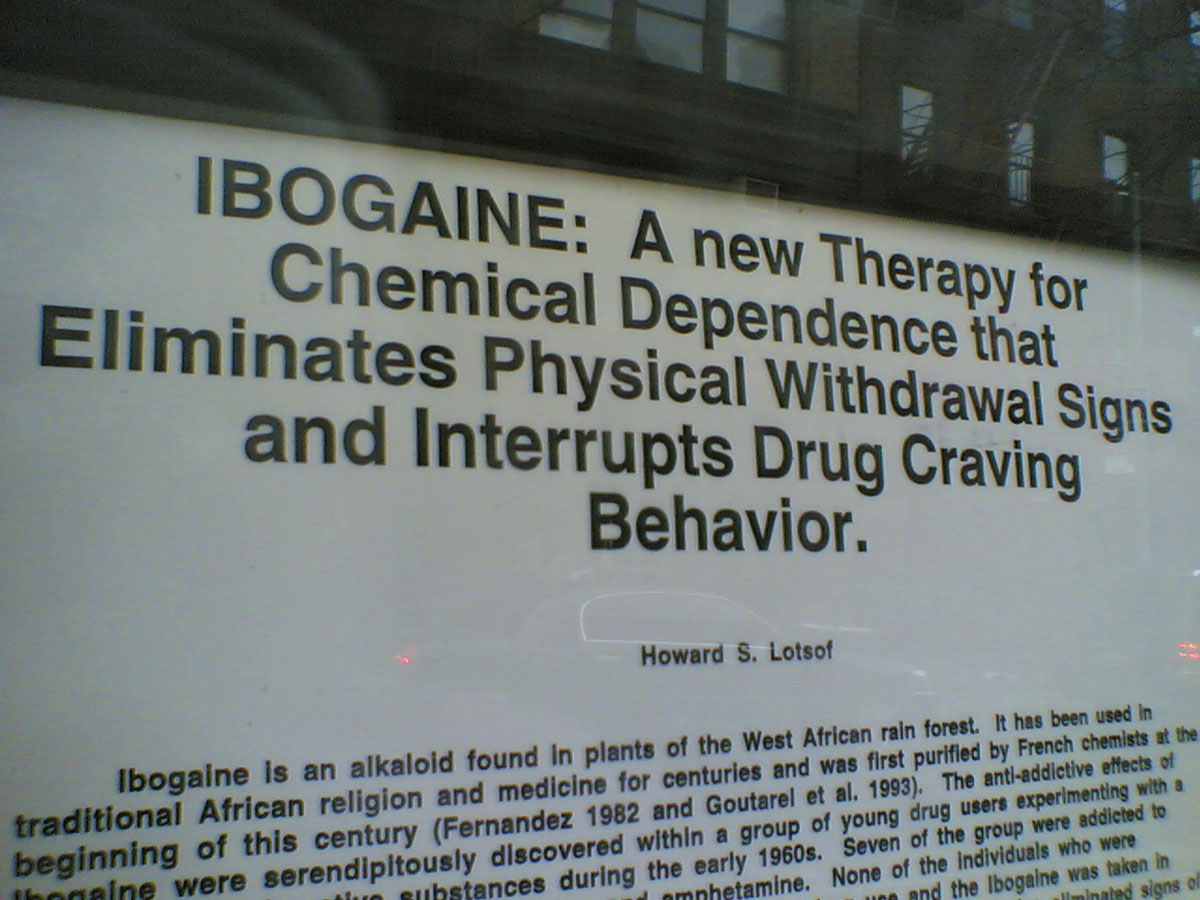 IBOGAINE: A new Therapy for
Chemical Dependence that
Eliminates Physical Withdrawal Signs
and Interrupts Drug Craving
Behavior.
Howard S. Lotsof
Ibogaine is an alkaloid found in plants of the West African rain forest. It has been used in
traditional African religion and medicine for centuries and was first purified by French chemists at the
beginning of this century (Fernandez 1982 and Goutarel et al. 1993). The anti-addictive effects of
Ibogaine were serendipitously discovered within a group of young drug users experimenting with a
substances during the early 1960s. Seven of the group were addicted to
amphetamine. None of the individuals who were
use and the Ibogaine was taken in
eliminated signs of